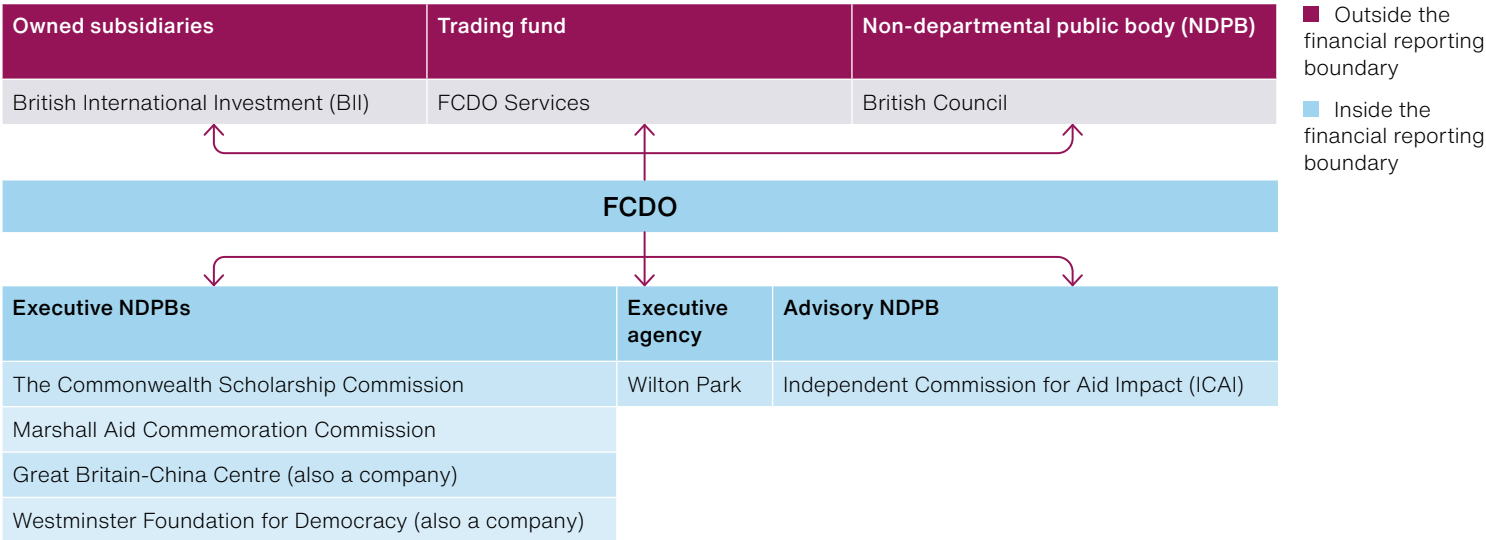 Owned subsidiaries
Trading fund
Non-departmental public body (NDPB)
British International Investment (BII)
FCDO Services
British Council
Outside the
financial reporting
boundary
Inside the
financial reporting
boundary
FCDO
Executive NDPBs
Executive
agency
Advisory NDPB
The Commonwealth Scholarship Commission
Wilton Park
Independent Commission for Aid Impact (ICAI)
Marshall Aid Commemoration Commission
Great Britain-China Centre (also a company)
Westminster Foundation for Democracy (also a company)